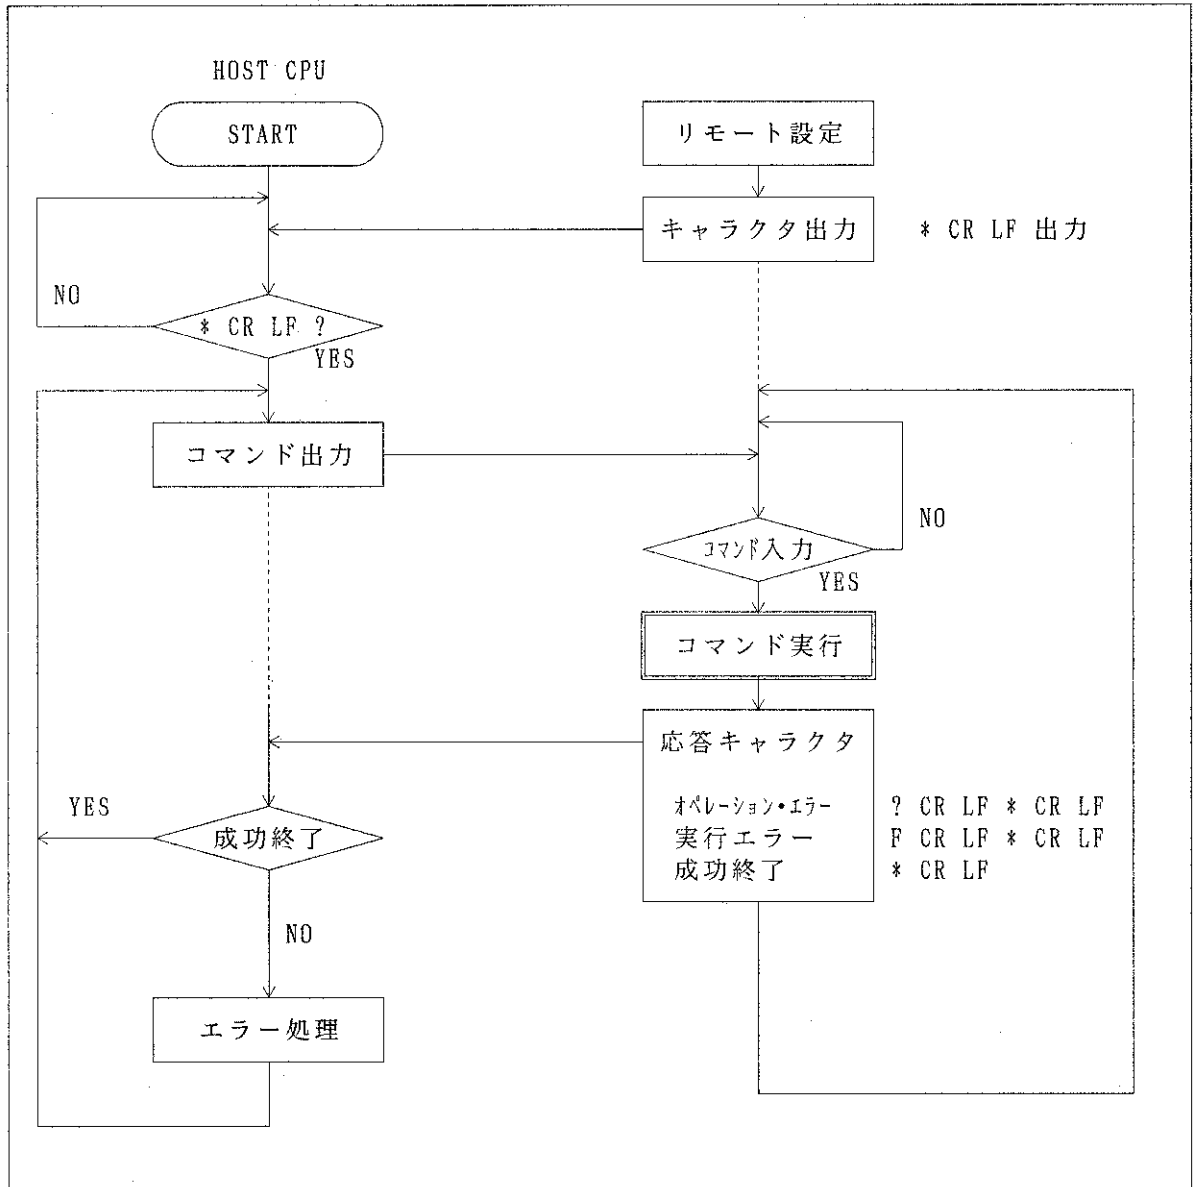 HOST CPU
START
リモート設定
キャラクタ出力
* CR LF 出力
NO
* CR LF ?
YES
コマンド出力
NO
コマンド入力
YES
コマンド実行
応答キャラクタ
YES
オペレーション・エラー
? CR LF * CR LF
成功終了
実行エラー
F CR LF * CR LF
成功終了
* CR LF
NO
エラー処理